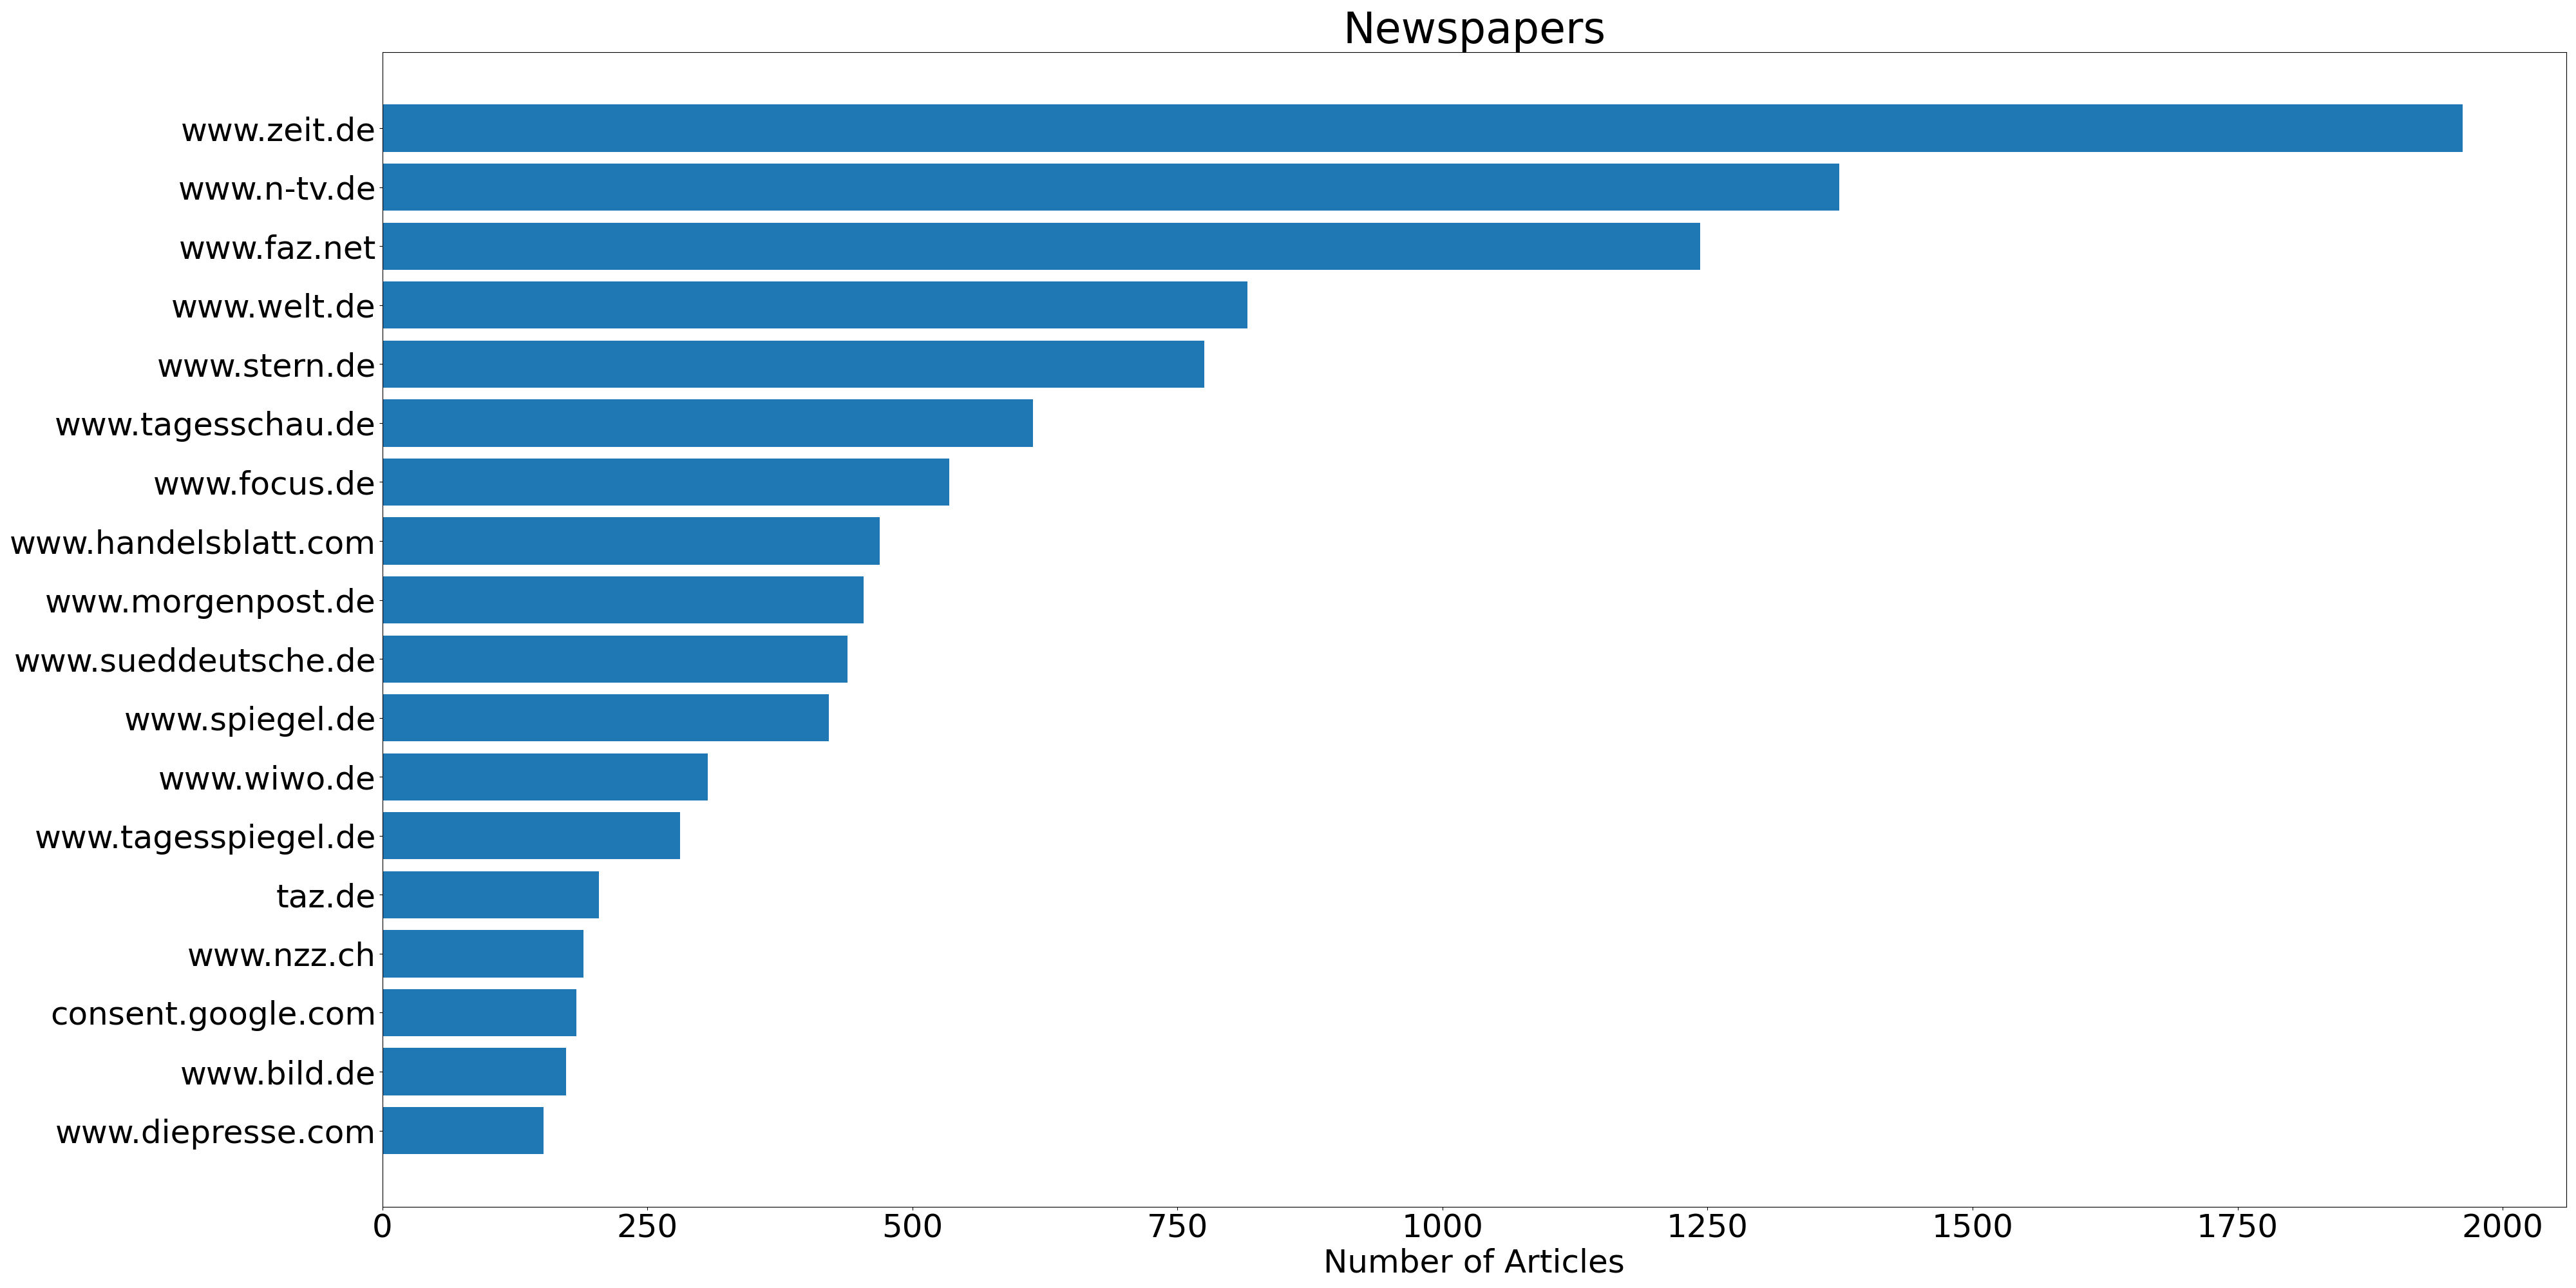 Newspapers
www.zeit.de
www.n-tv.de
www.faz.net
www.welt.de
www.stern.de
www.tagesschau.de
www.focus.de
www.handelsblatt.com
www.morgenpost.de
www.sueddeutsche.de
www.spiegel.de
www.wiwo.de
www.tagesspiegel.de
taz.de
www.nzz.ch
consent.google.com
www.bild.de
www.diepresse.com
0 250 500 750 1000 1250 1500 1750 2000
Number of Articles